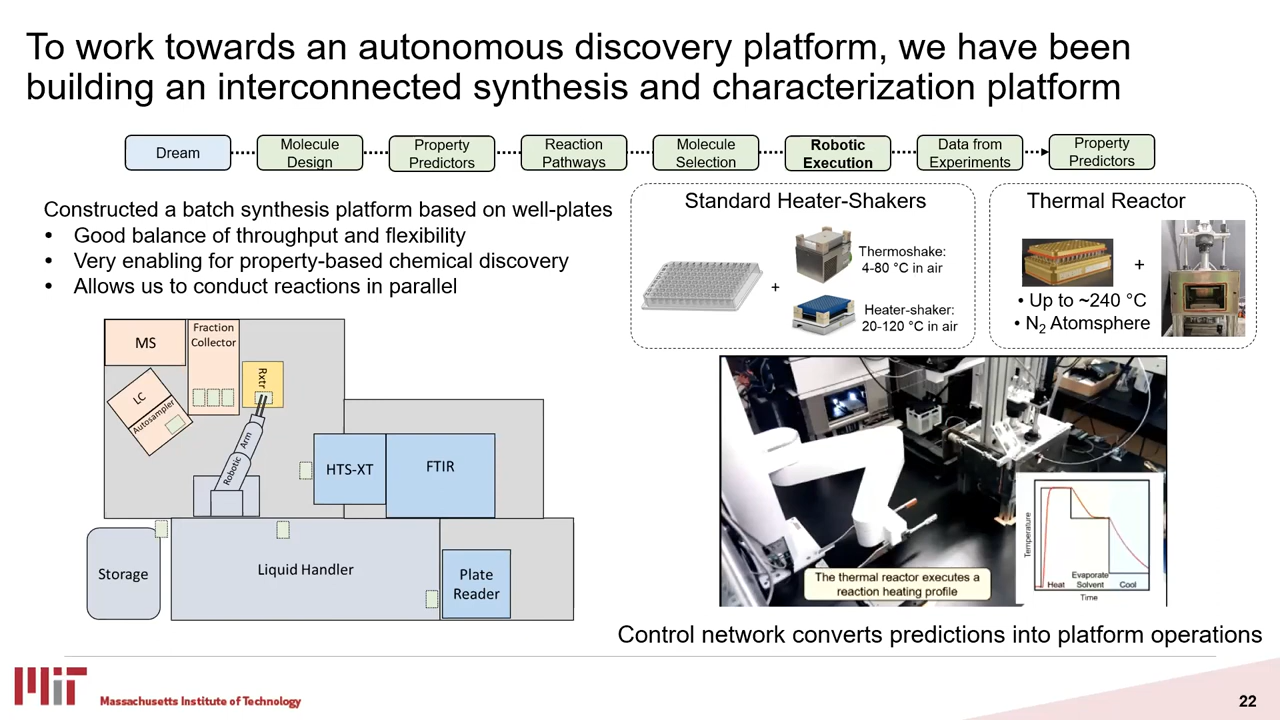 To work towards an autonomous discovery platform, we have been
building an interconnected synthesis and characterization platform
Dream
Molecule
Design
Property
Predictors
Reaction
Pathways
Molecule
Selection
Robotic
Execution
Data from
Experiments
Property
Predictors
Constructed a batch synthesis platform based on well-plates
• Good balance of throughput and flexibility
• Very enabling for property-based chemical discovery
• Allows us to conduct reactions in parallel
Standard Heater-Shakers
+
Thermoshake:
4-80 °C in air
Heater-shaker:
20-120 °C in air
Thermal Reactor
+
• Up to ~240 °C
• N2 Atomsphere
MS
Fraction
Collector
Rxtr
LC
Autosampler
Robotic Arm
HTS-XT
FTIR
Storage
Liquid Handler
Plate
Reader
The thermal reactor executes a
reaction heating profile
Temperature
Heat
Evaporate
Solvent
Cool
Time
Control network converts predictions into platform operations
MIT
Massachusetts Institute of Technology
22